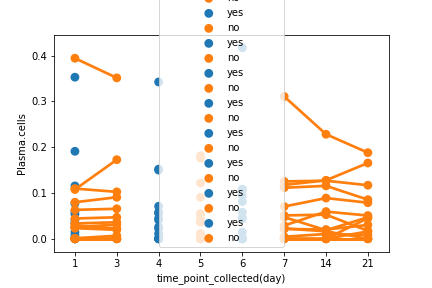 no
yes
no
yes
no
yes
no
yes
no
yes
no
yes
no
yes
no
yes
no
0.4
0.3
0.2
0.1
0.0
Plasma.cells
1 3 4 5 6 7 14 21
time_point_collected(day)